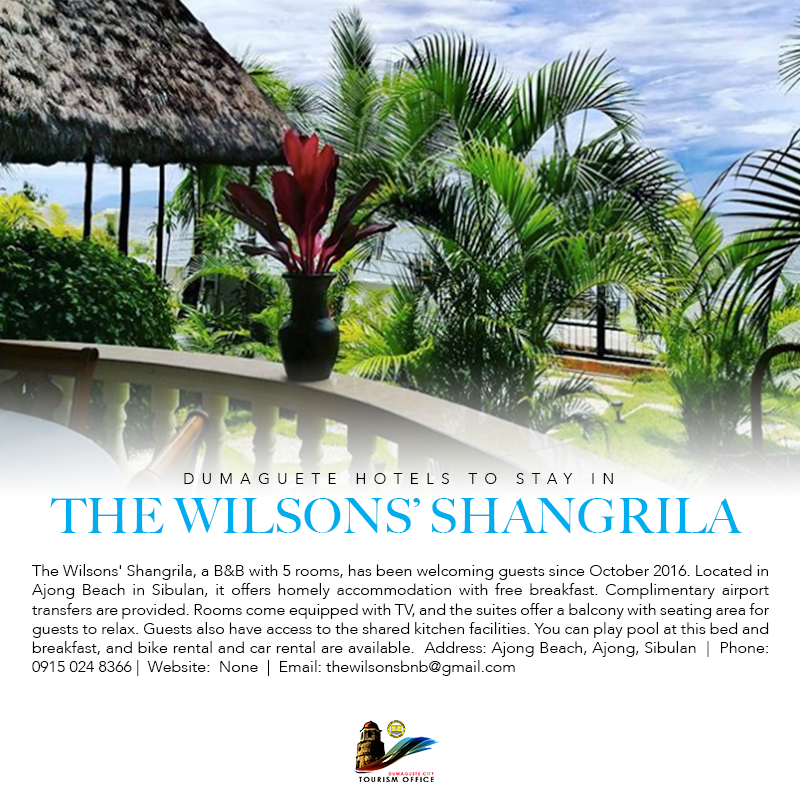 DUMAGUETE HOTELS TO STAY IN
THE WILSONS’ SHANGRILA
The Wilsons' Shangrila, a B&B with 5 rooms, has been welcoming guests since October 2016. Located in
Ajong Beach in Sibulan, it offers homely accommodation with free breakfast. Complimentary airport
transfers are provided. Rooms come equipped with TV, and the suites offer a balcony with seating area for
guests to relax. Guests also have access to the shared kitchen facilities. You can play pool at this bed and
breakfast, and bike rental and car rental are available. Address: Ajong Beach, Ajong, Sibulan | Phone:
0915 024 8366 | Website: None | Email: thewilsonsbnb@gmail.com
DUMAGUETE CITY
TOURISM OFFICE